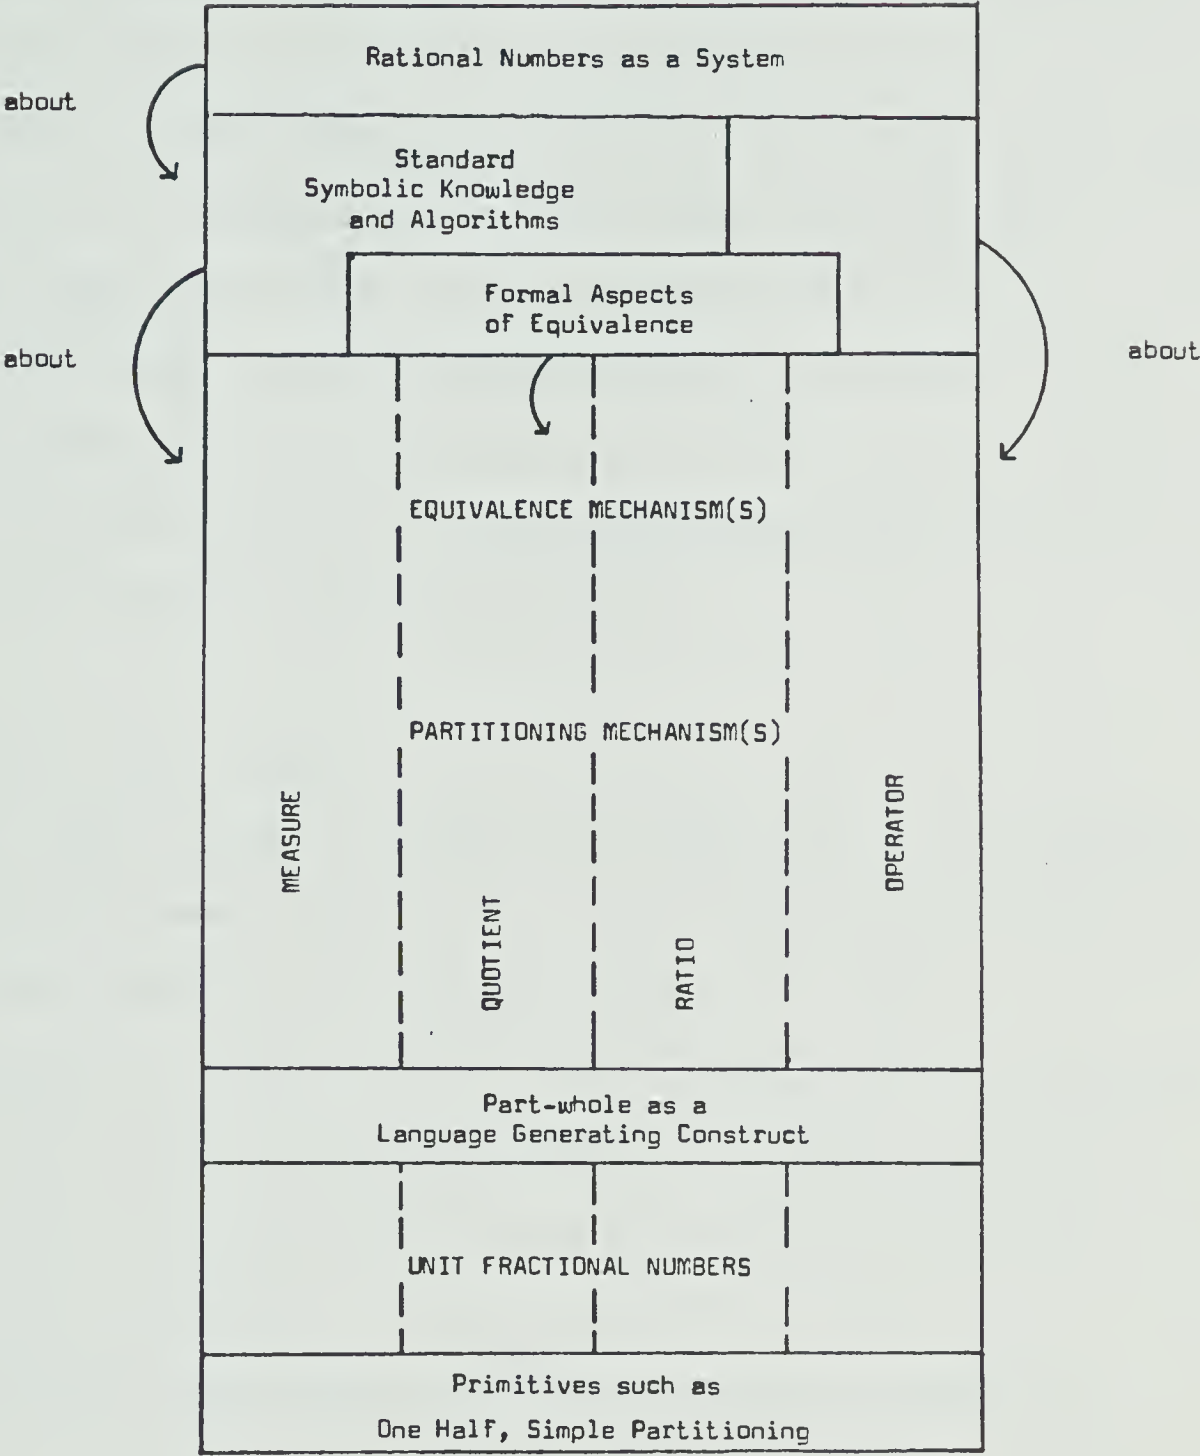 Rational Numbers as a System
about
Standard
Symbolic Knowledge
and Algorithms
Formal Aspects
of Equivalence
about
about
EQUIVALENCE MECHANISM(S)
PARTITIONING MECHANISM(S)
MEASURE
QUOTIENT
RATIO
OPERATOR
Part-whole as a
Language Generating Construct
UNIT FRACTIONAL NUMBERS
Primitives such as
One Half, Simple Partitioning